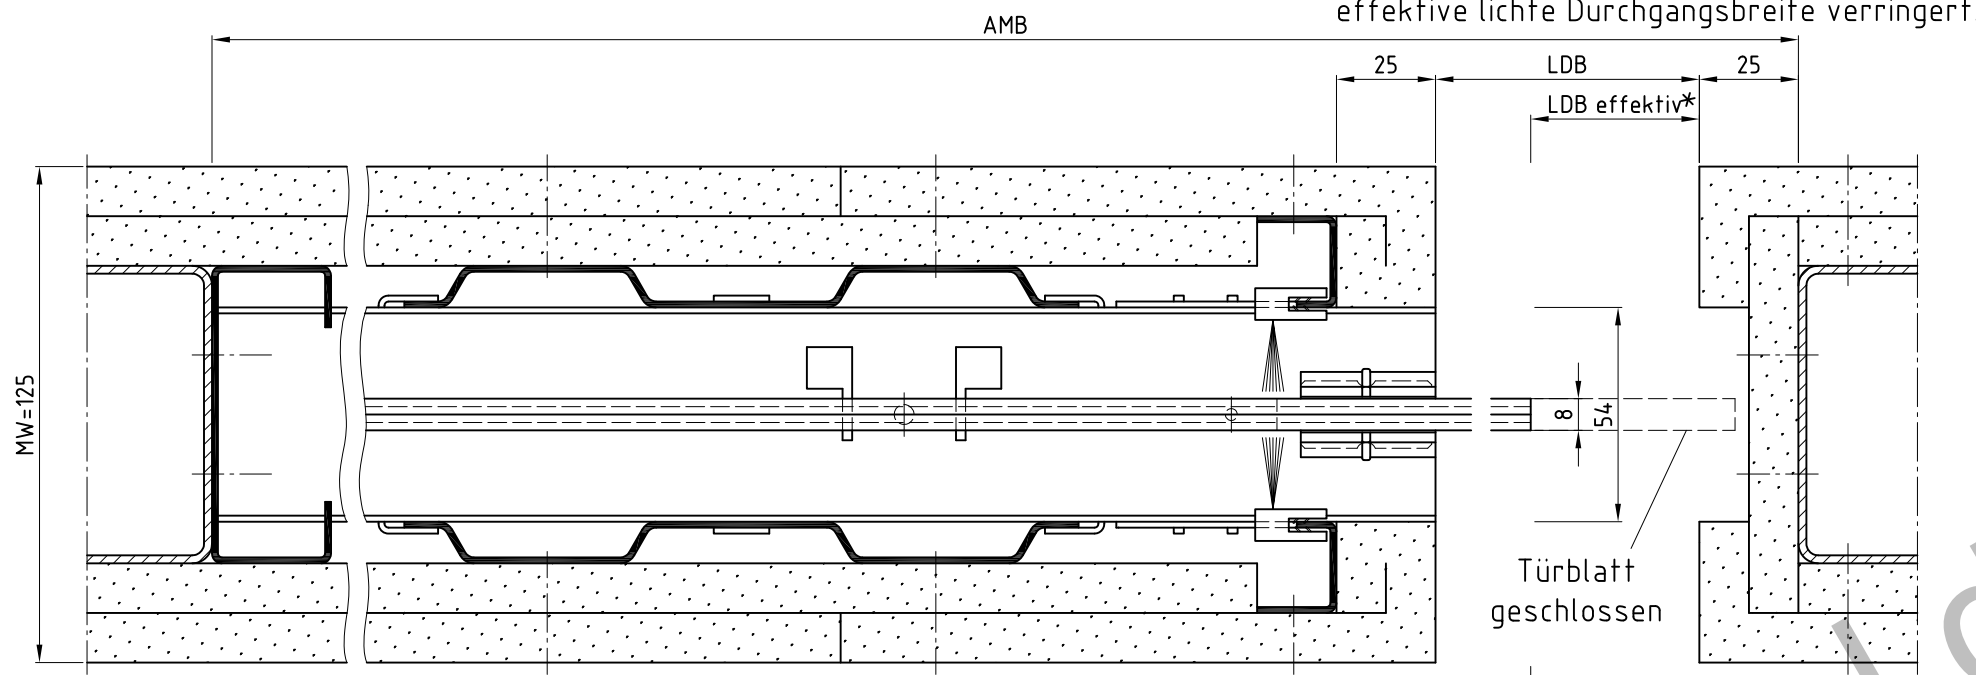 effektive lichte Durchgangsbreite verringert.
AMB
25
LDB
25
LDB effektiv*
MW=125
8
54
Türblatt
geschlossen